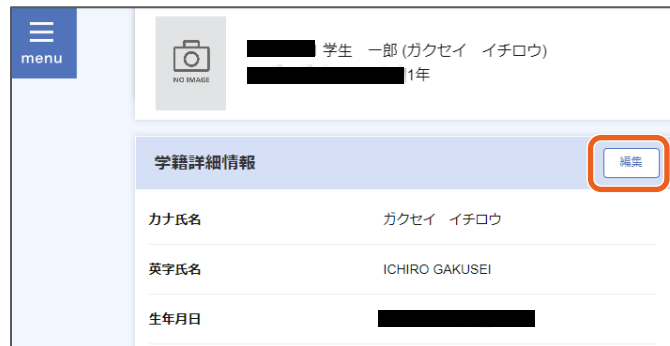 menu
NO IMAGE
学生　一郎 (ガクセイ　イチロウ)
1年
学籍詳細情報
編集
カナ氏名 ガクセイ　イチロウ
英字氏名 ICHIRO GAKUSEI
生年月日